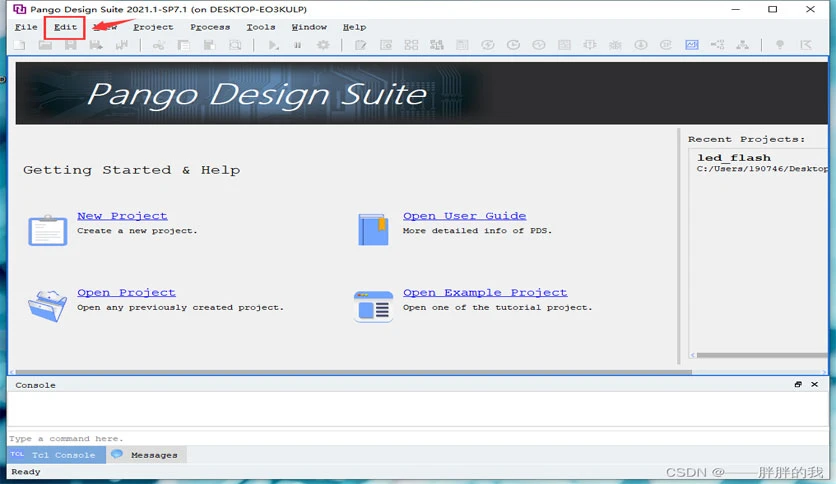 Pango Design Suite 2021.1-SP7.1 (on DESKTOP-EO3KULP)
File Edit Project Process Tools Window Help
Pango Design Suite
Getting Started & Help
New Project
Create a new project.
Open User Guide
More detailed info of PDS.
Open Project
Open any previously created project.
Open Example Project
Open one of the tutorial project.
Recent Projects:
led_flash
C:/Users/190746/Desktop
Console
Type a command here.
TCL Tcl Console Messages
Ready
CSDN @——胖胖的我